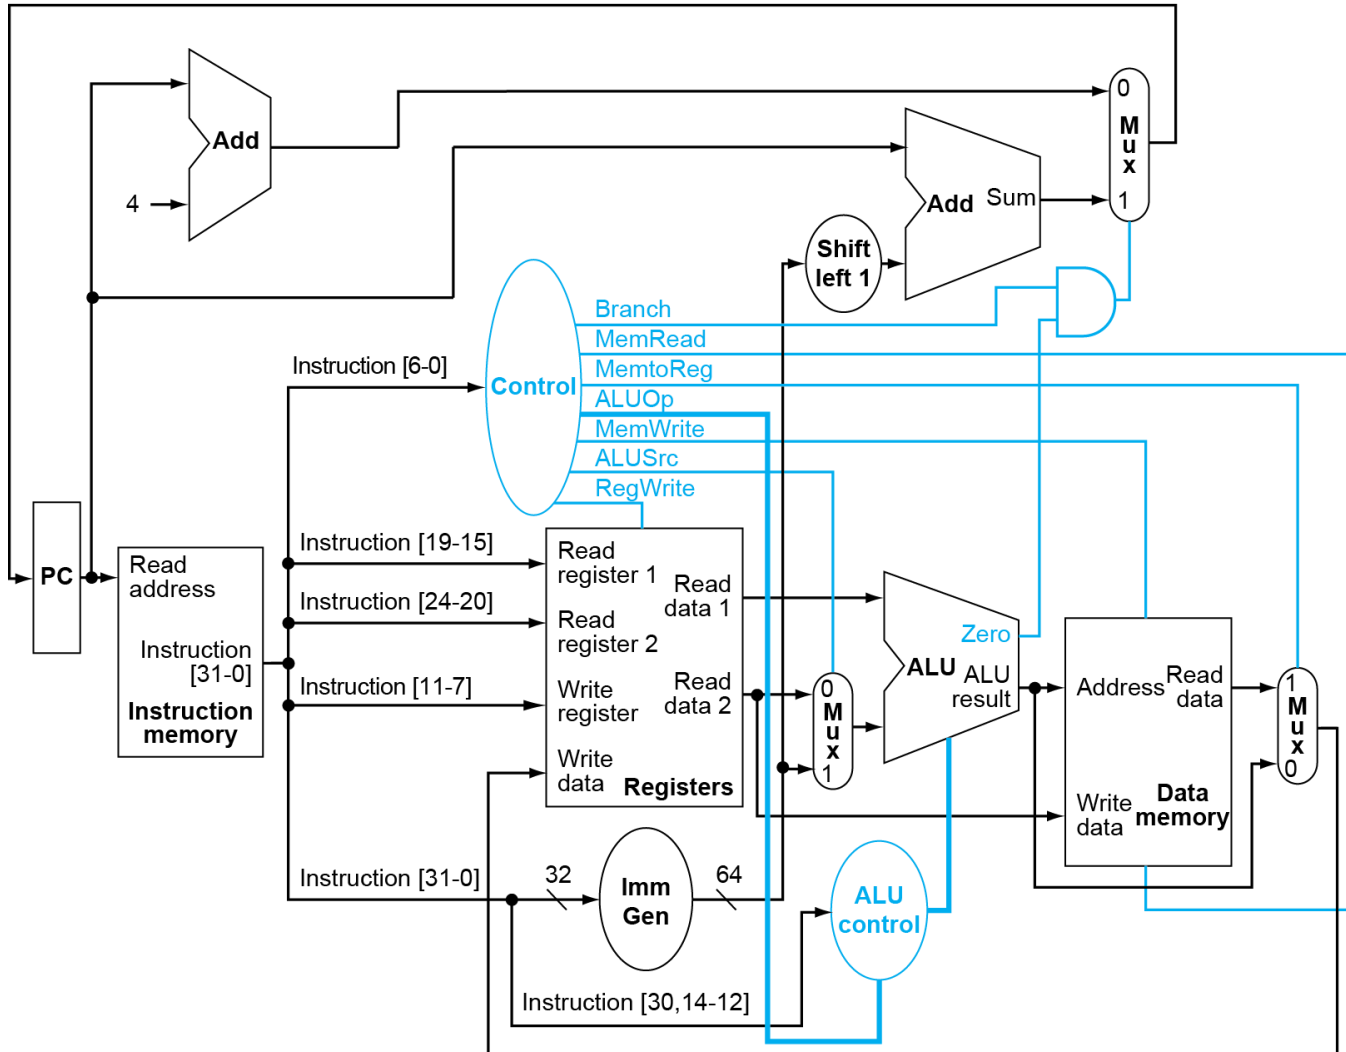 0
Mux
1
Add
4
Add
Sum
Shift
left 1
Branch
MemRead
Instruction [6-0]
MemtoReg
Control
ALUOp
MemWrite
ALUSrc
RegWrite
PC
Read
address
Instruction
[31-0]
Instruction
memory
Instruction [19-15]
Instruction [24-20]
Instruction [11-7]
Read
register 1
Read
register 2
Write
register
Write
data
Read
data 1
Read
data 2
Registers
0
Mux
1
Zero
ALU
ALU
result
Address
Read
data
Write
data
Data
memory
1
Mux
0
Instruction [31-0]
32
Imm
Gen
64
ALU
control
Instruction [30,14-12]